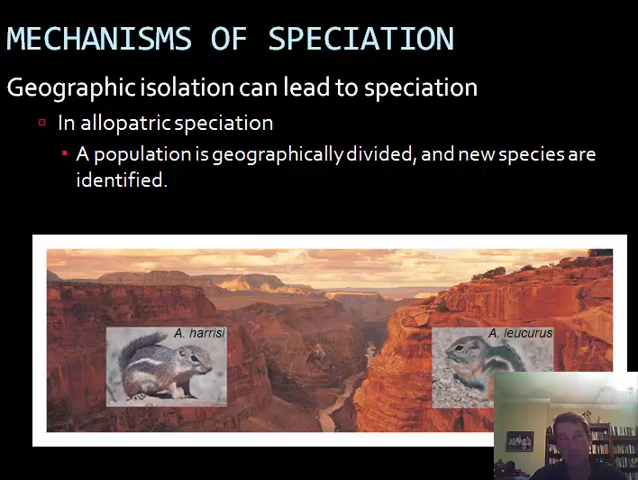 MECHANISMS OF SPECIATION
Geographic isolation can lead to speciation
In allopatric speciation
A population is geographically divided, and new species are
identified.
A. harrisi
A. leucurus